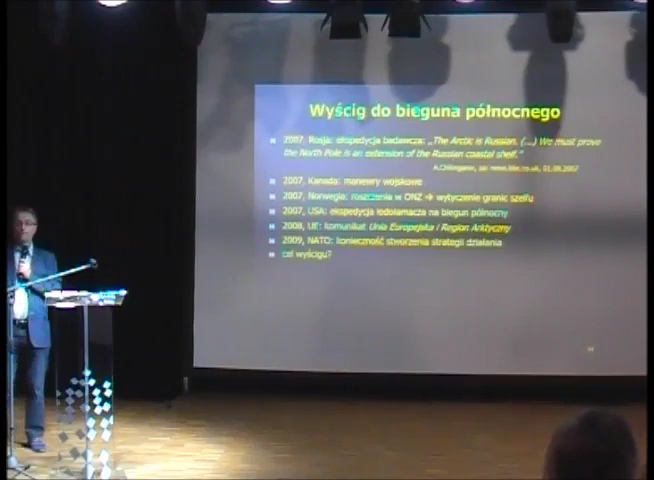 Wyścig do bieguna północnego
2007, Rosja: ekspedycja badawcza: „The Arctic is Russian. (...) We must prove
the North Pole is an extension of the Russian coastal shelf."
A.Chilingarov, za: news.bbc.co.uk, 01.08.2007
2007, Kanada: manewry wojskowe
2007, Norwegia: roszczenia w ONZ → wytyczenie granic szelfu
2007, USA: ekspedycja lodołamacza na biegun północny
2008, UE: komunikat Unia Europejska i Region Arktyczny
2009, NATO: konieczność stworzenia strategii działania
cel wyścigu?